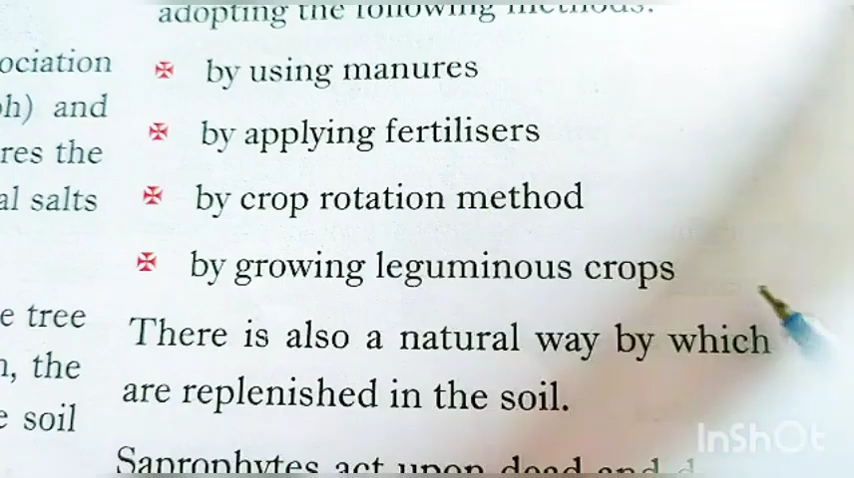 adopting the following methods.
ociation
by using manures
oh) and
by applying fertilisers
res the
al salts
by crop rotation method
by growing leguminous crops
e tree
There is also a natural way by which
n, the
are replenished in the soil.
e soil
Saprophytes act upon dead and d
InShOt